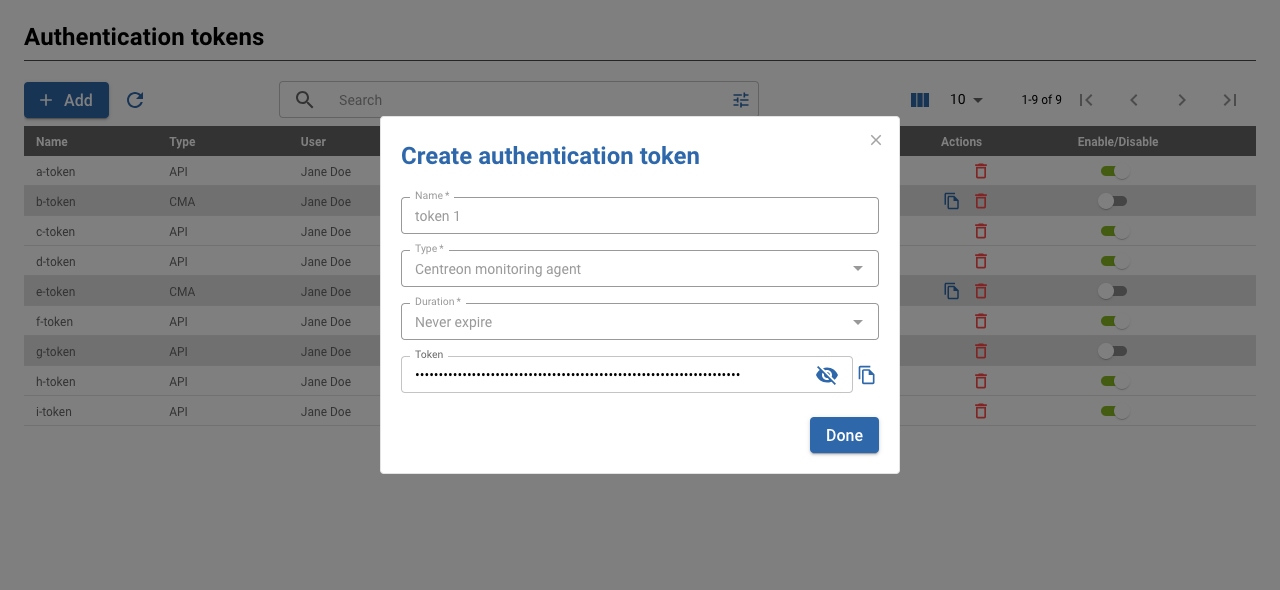 Authentication tokens
Add
Search
10
1-9 of 9
Name Type User Actions Enable/Disable
a-token API Jane Doe
b-token CMA Jane Doe
c-token API Jane Doe
d-token API Jane Doe
e-token CMA Jane Doe
f-token API Jane Doe
g-token API Jane Doe
h-token API Jane Doe
i-token API Jane Doe
Create authentication token
Name *
token 1
Type *
Centreon monitoring agent
Duration *
Never expire
Token
Done